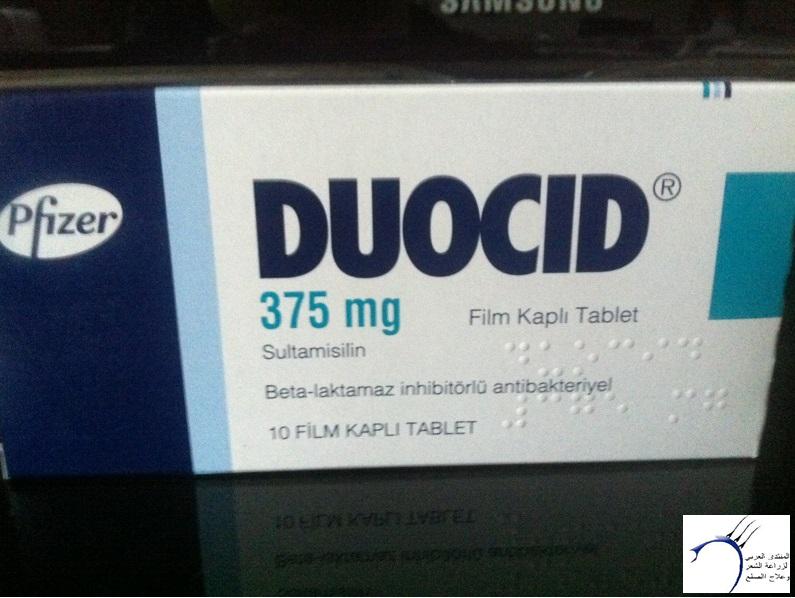 SAMSUNG
Pfizer
DUOCID®
375 mg
Film Kaplı Tablet
Sultamisilin
Beta-laktamaz inhibitörlü antibakteriyel
10 FİLM KAPLI TABLET
المنتدى العربي
لزراعة الشعر
وعلاج الصلع